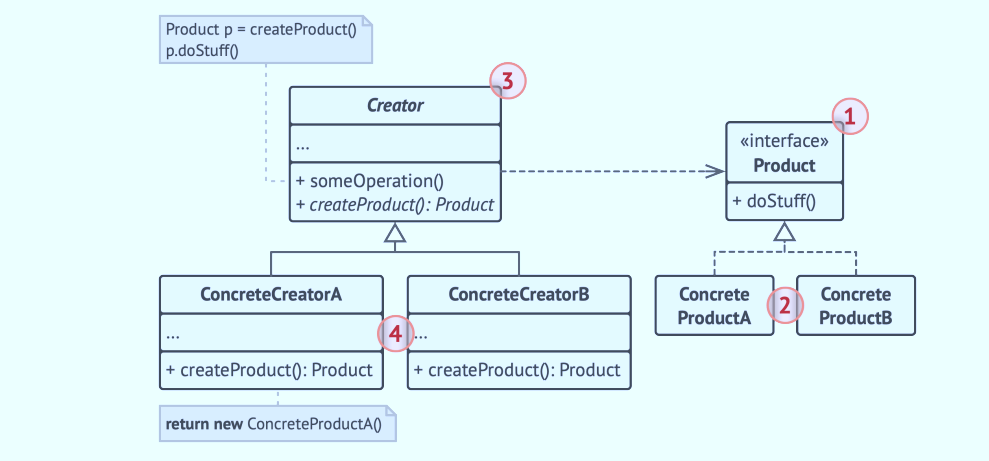 Product p = createProduct()
p.doStuff()
3
Creator
...
+ someOperation()
+ createProduct(): Product
1
«interface»
Product
+ doStuff()
ConcreteCreatorA
...
+ createProduct(): Product
4
ConcreteCreatorB
...
+ createProduct(): Product
Concrete
ProductA
2
Concrete
ProductB
return new ConcreteProductA()